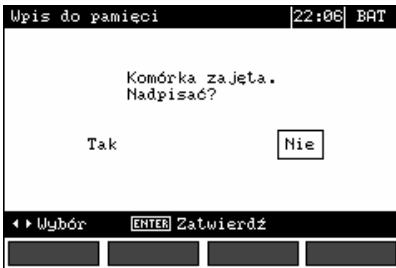 Wpis do pamięci 22:06 BAT
Komórka zajęta.
Nadpisać?
Tak Nie
Wybór ENTER Zatwierdź